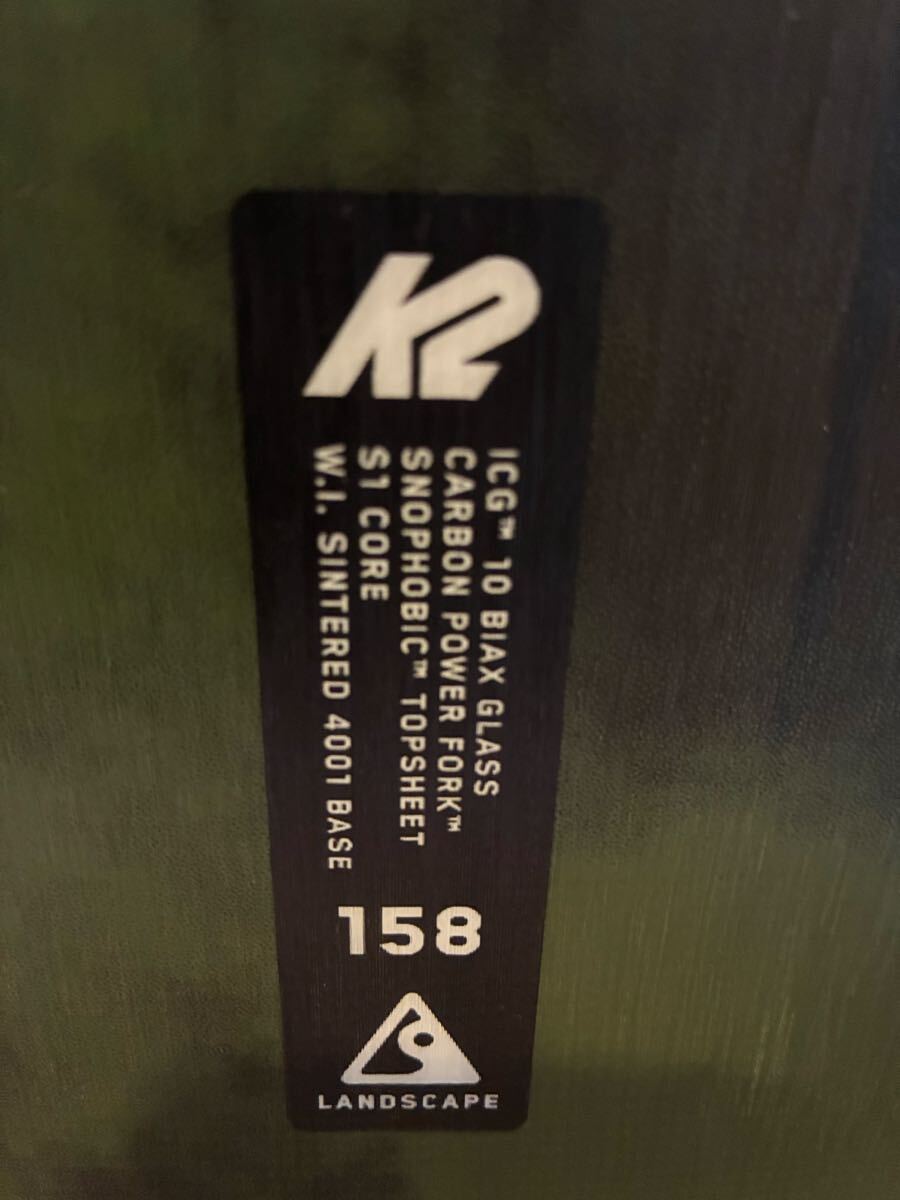 K2
ICG™ 10 BIAX GLASS
CARBON POWER FORK™
SNOPHOBIC™ TOPSHEET
S1 CORE
W.I. SINTERED 4001 BASE
158
LANDSCAPE